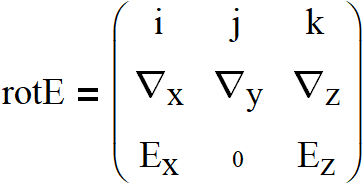 i j k
rotE = ∇x ∇y ∇z
Ex 0 Ez